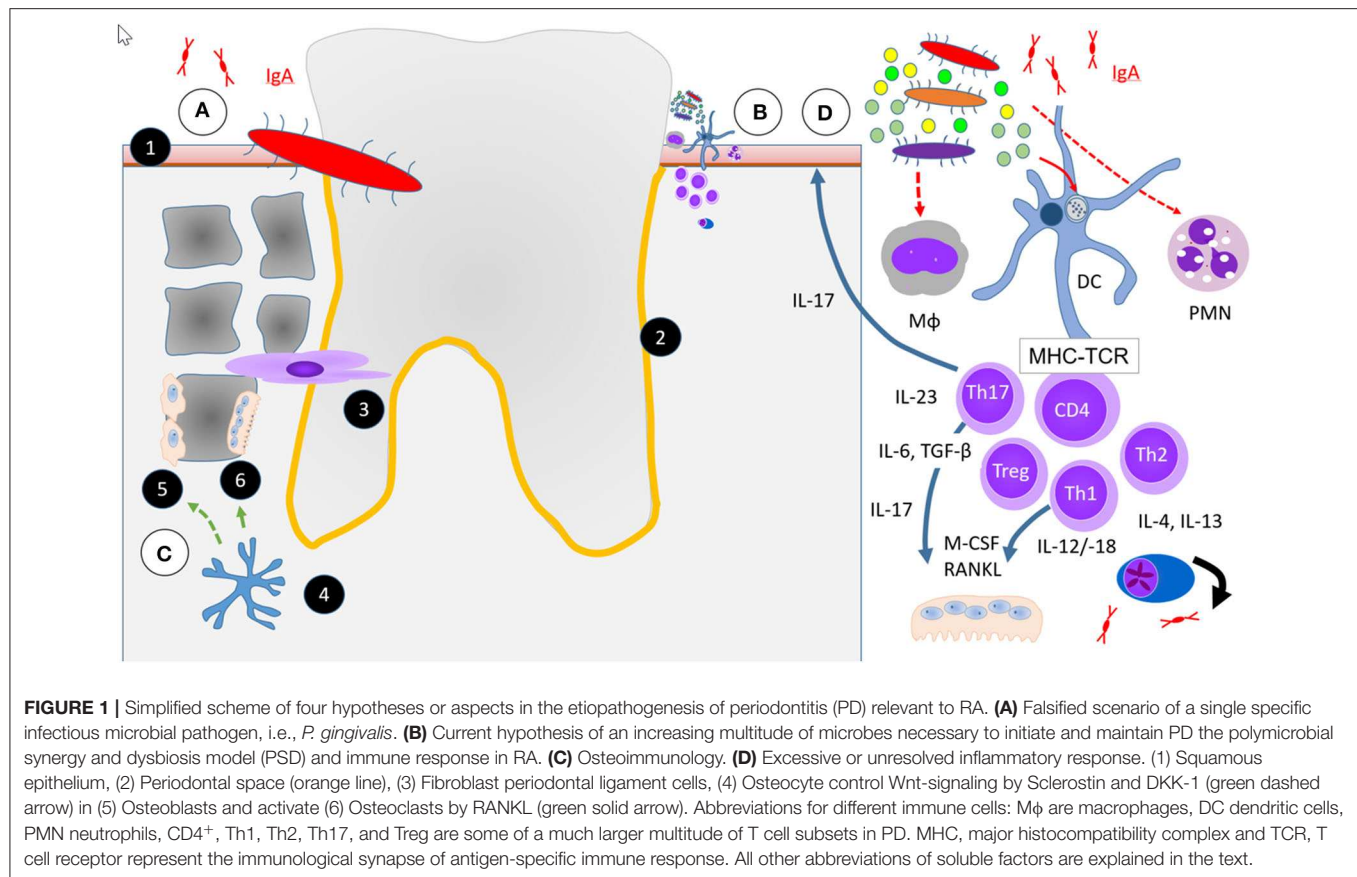 IgA
A
1
B
D
IgA
2
3
5
6
C
4
IL-17
Mϕ
DC
PMN
MHC-TCR
IL-23
Th17
CD4
IL-6, TGF-β
Treg
Th1
Th2
IL-17
IL-4, IL-13
M-CSF
RANKL
IL-12/-18
FIGURE 1 | Simplified scheme of four hypotheses or aspects in the etiopathogenesis of periodontitis (PD) relevant to RA. (A) Falsified scenario of a single specific
infectious microbial pathogen, i.e., P. gingivalis. (B) Current hypothesis of an increasing multitude of microbes necessary to initiate and maintain PD the polymicrobial
synergy and dysbiosis model (PSD) and immune response in RA. (C) Osteoimmunology. (D) Excessive or unresolved inflammatory response. (1) Squamous
epithelium, (2) Periodontal space (orange line), (3) Fibroblast periodontal ligament cells, (4) Osteocyte control Wnt-signaling by Sclerostin and DKK-1 (green dashed
arrow) in (5) Osteoblasts and activate (6) Osteoclasts by RANKL (green solid arrow). Abbreviations for different immune cells: Mϕ are macrophages, DC dendritic cells,
PMN neutrophils, CD4⁺, Th1, Th2, Th17, and Treg are some of a much larger multitude of T cell subsets in PD. MHC, major histocompatibility complex and TCR, T
cell receptor represent the immunological synapse of antigen-specific immune response. All other abbreviations of soluble factors are explained in the text.